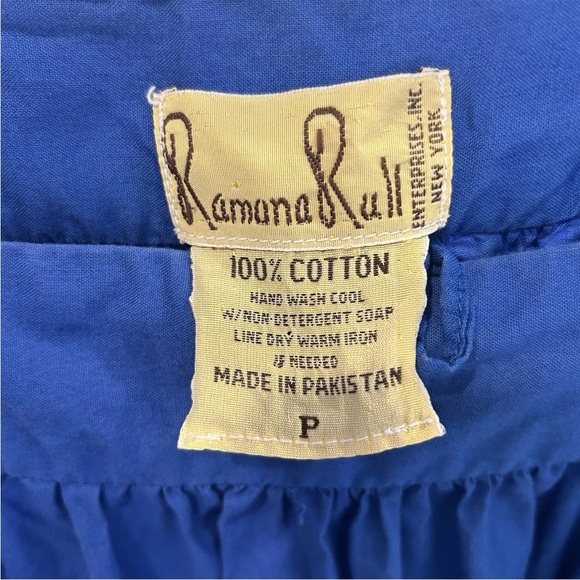 Ramona Rull
ENTERPRISES, INC.
NEW YORK
100% COTTON
HAND WASH COOL
W/NON-DETERGENT SOAP
LINE DRY WARM IRON
IF NEEDED
MADE IN PAKISTAN
P